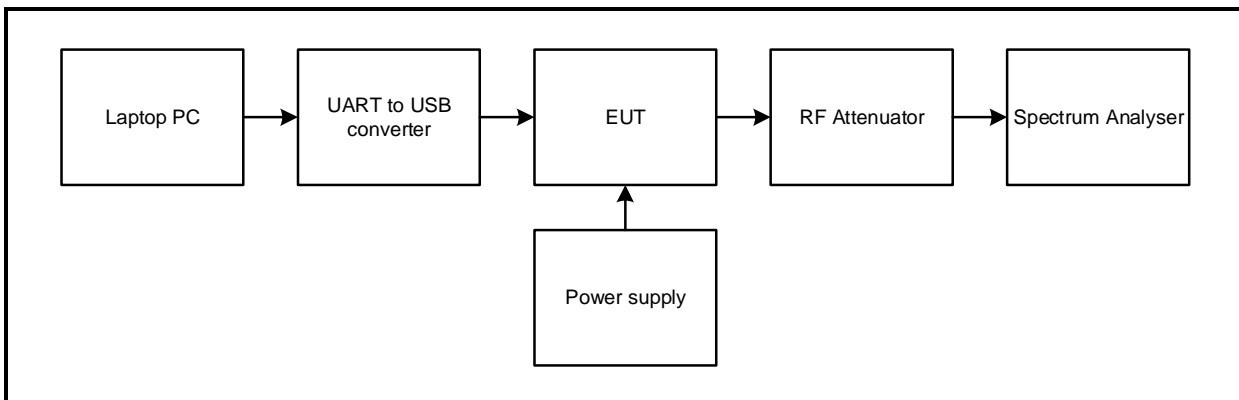 Laptop PC
UART to USB
converter
EUT
RF Attenuator
Spectrum Analyser
Power supply